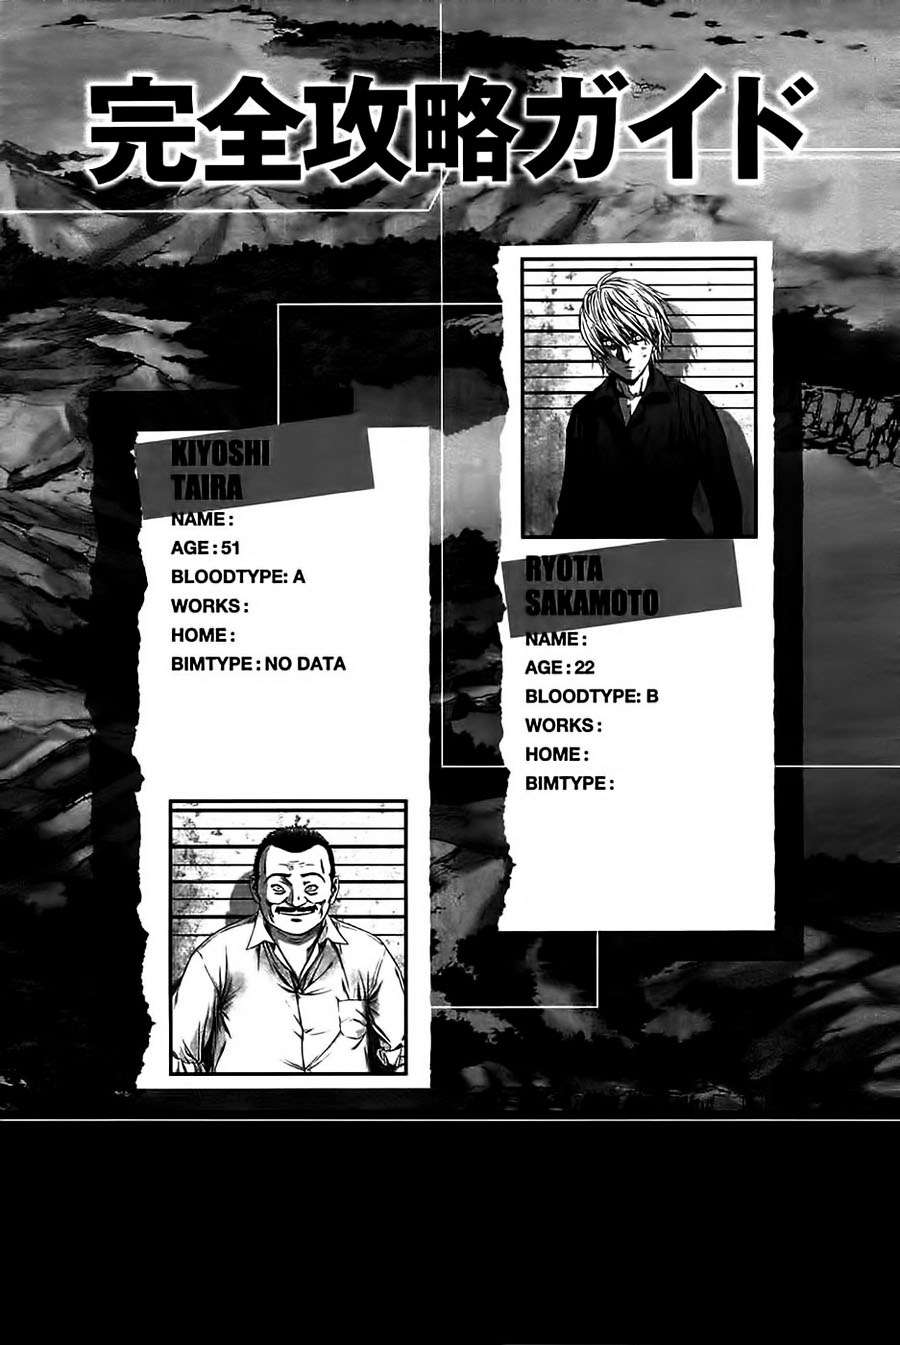 完全攻略ガイド
KIYOSHI
TAIRA
NAME :
AGE : 51
BLOODTYPE: A
WORKS :
HOME :
BIMTYPE : NO DATA
RYOTA
SAKAMOTO
NAME :
AGE : 22
BLOODTYPE: B
WORKS :
HOME :
BIMTYPE :